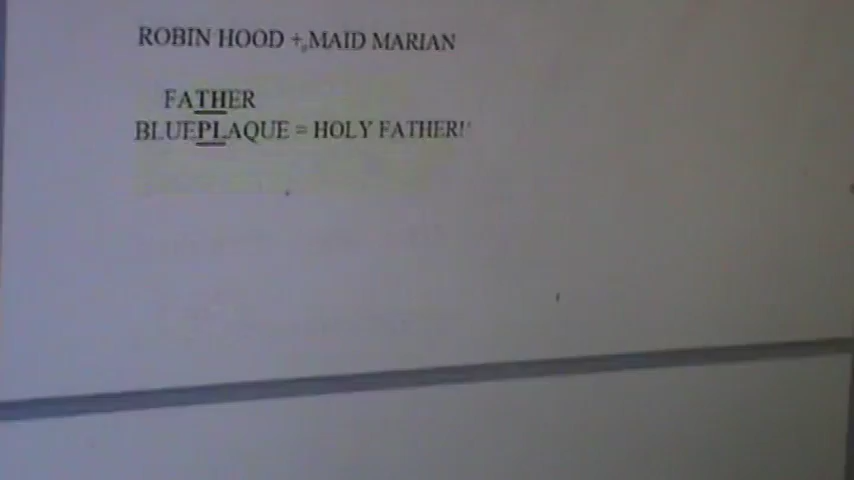 ROBIN HOOD + MAID MARIAN
FATHER
BLUEPLAQUE = HOLY FATHER!'